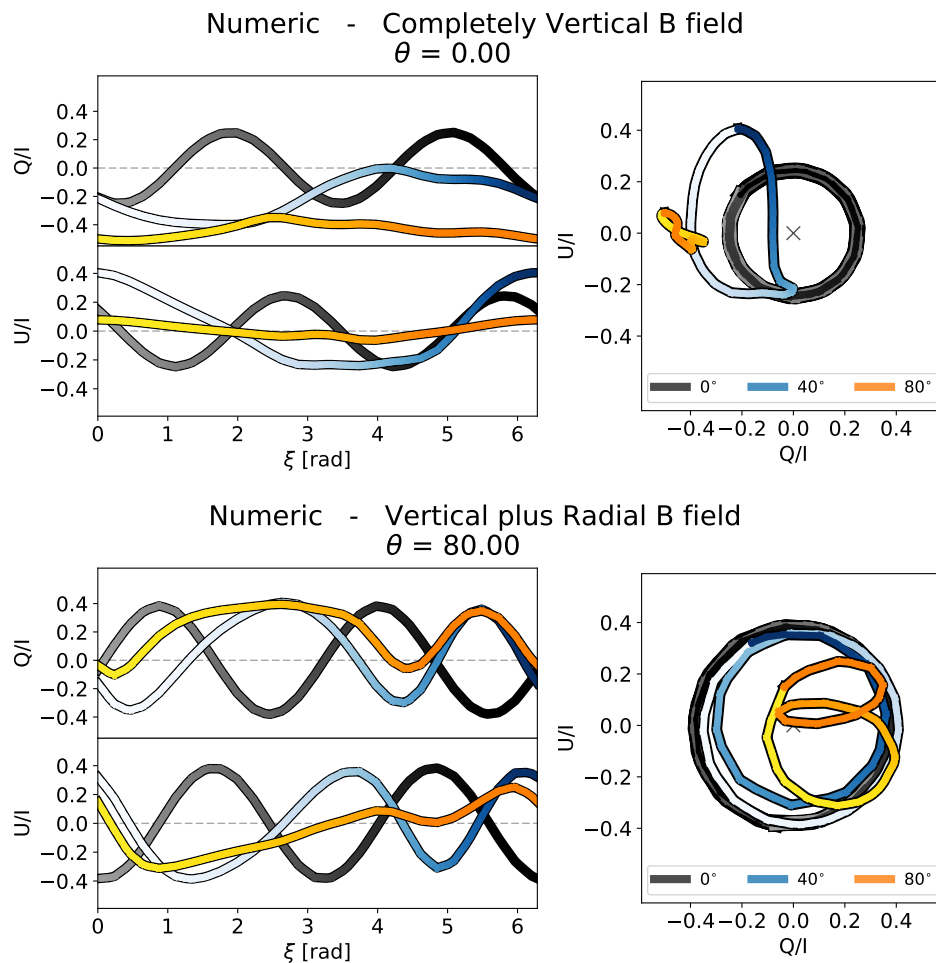 Numeric - Completely Vertical B field
θ = 0.00
Q/I
0.4
0.2
0.0
−0.2
−0.4
U/I
0.4
0.2
0.0
−0.2
−0.4
0 1 2 3 4 5 6
ξ [rad]
U/I
0.4
0.2
0.0
−0.2
−0.4
0° 40° 80°
−0.4 −0.2 0.0 0.2 0.4
Q/I
Numeric - Vertical plus Radial B field
θ = 80.00
Q/I
0.4
0.2
0.0
−0.2
−0.4
U/I
0.4
0.2
0.0
−0.2
−0.4
0 1 2 3 4 5 6
ξ [rad]
U/I
0.4
0.2
0.0
−0.2
−0.4
0° 40° 80°
−0.4 −0.2 0.0 0.2 0.4
Q/I